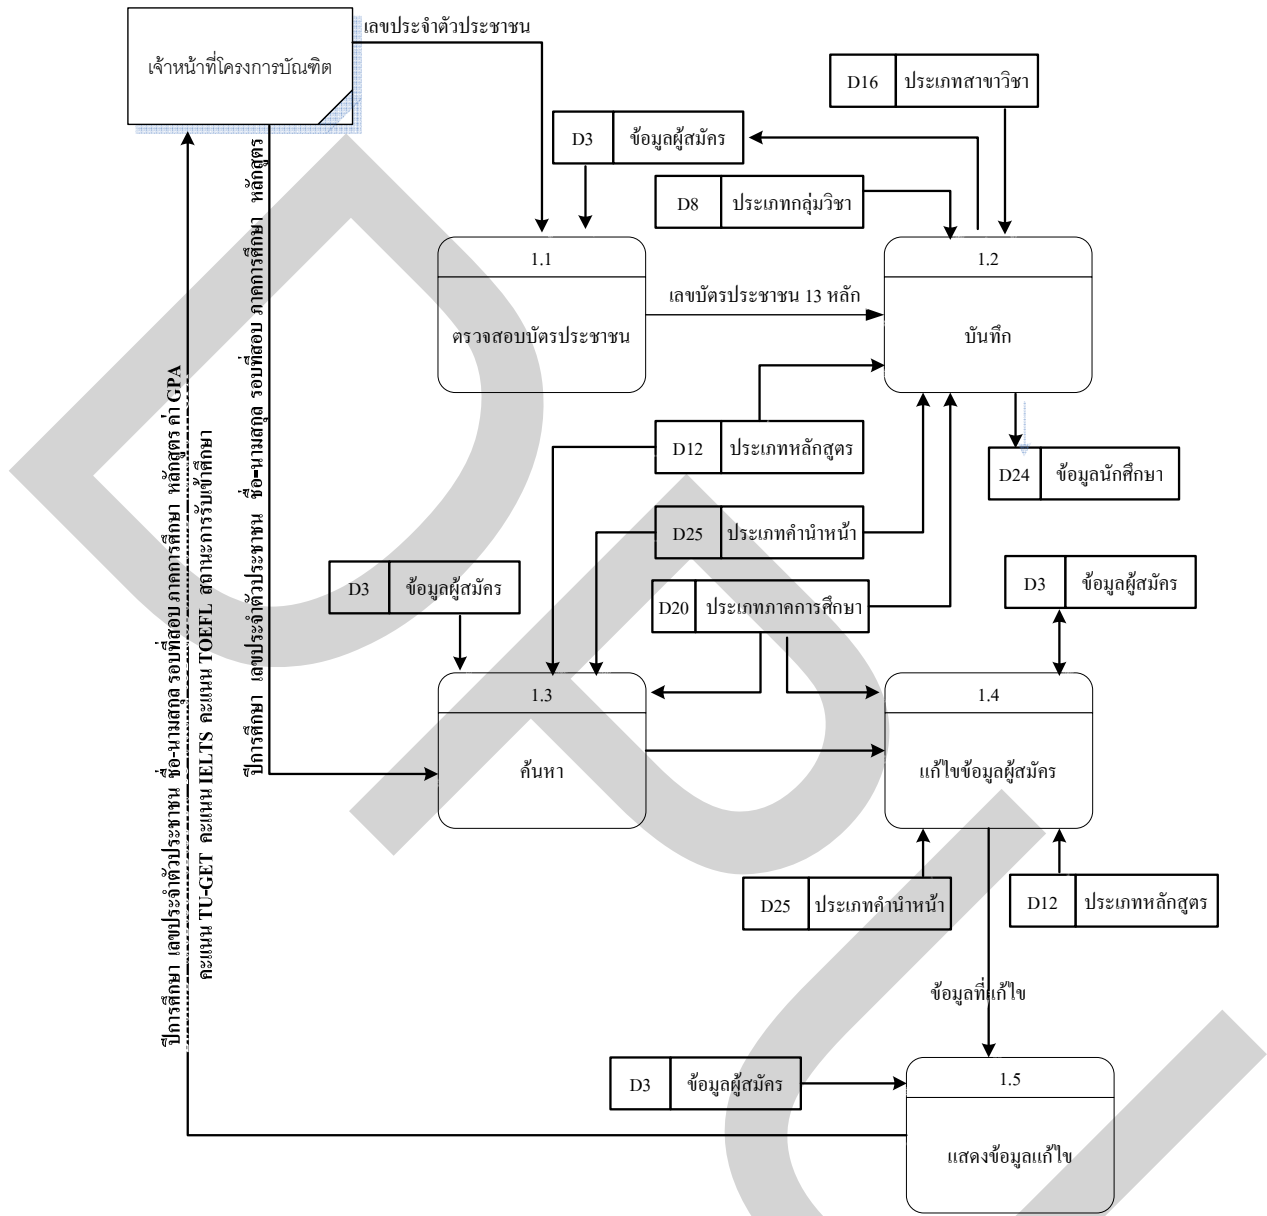 เลขประจำตัวประชาชน
เจ้าหน้าที่โครงการบัณฑิต
D16 ประเภทสาขาวิชา
D3 ข้อมูลผู้สมัคร
D8 ประเภทกลุ่มวิชา
1.1
ตรวจสอบบัตรประชาชน
เลขบัตรประชาชน 13 หลัก
1.2
บันทึก
D12 ประเภทหลักสูตร
D24 ข้อมูลนักศึกษา
D25 ประเภทคำนำหน้า
D3 ข้อมูลผู้สมัคร
D20 ประเภทภาคการศึกษา
D3 ข้อมูลผู้สมัคร
1.3
ค้นหา
1.4
แก้ไขข้อมูลผู้สมัคร
D25 ประเภทคำนำหน้า
D12 ประเภทหลักสูตร
ข้อมูลที่แก้ไข
D3 ข้อมูลผู้สมัคร
1.5
แสดงข้อมูลแก้ไข
ปีการศึกษา เลขประจำตัวประชาชน ชื่อ-นามสกุล รอบที่สอบ ภาคการศึกษา หลักสูตร ค่า GPA
คะแนน TU-GET คะแนน IELTS คะแนน TOEFL สถานะการรับเข้าศึกษา
ปีการศึกษา เลขประจำตัวประชาชน ชื่อ-นามสกุล รอบที่สอบ ภาคการศึกษา หลักสูตร